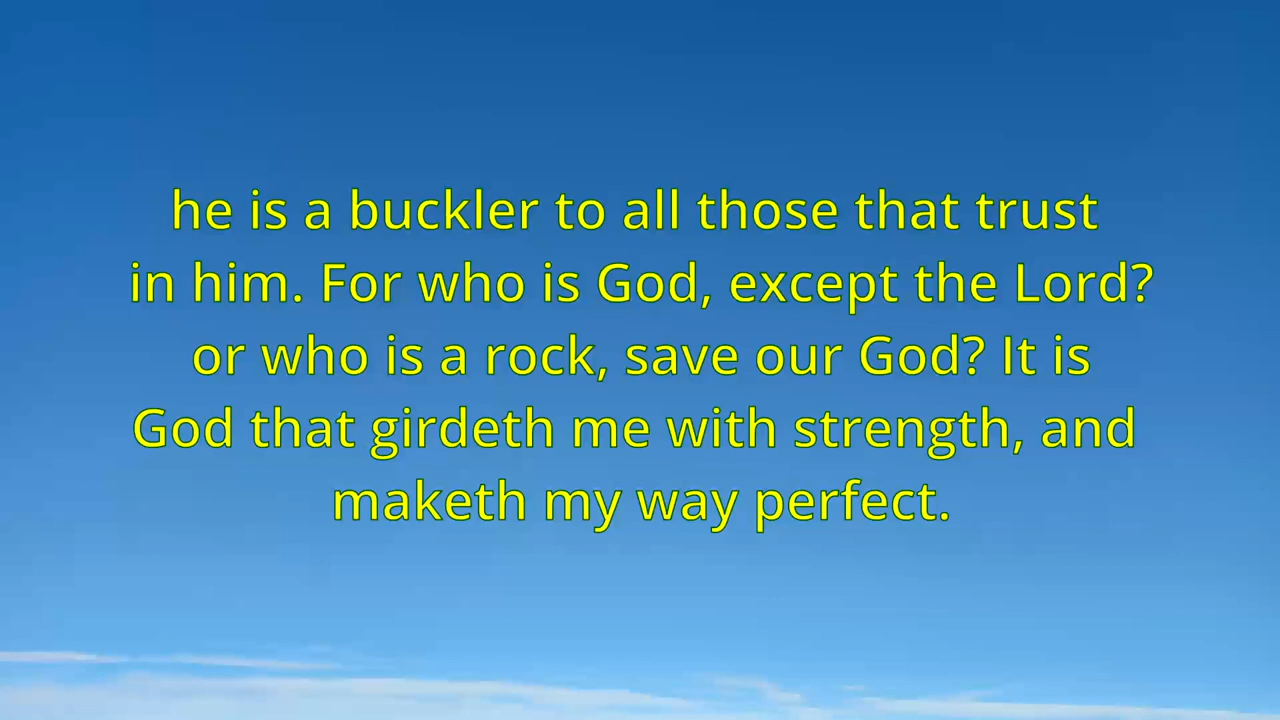 he is a buckler to all those that trust
in him. For who is God, except the Lord?
or who is a rock, save our God? It is
God that girdeth me with strength, and
maketh my way perfect.